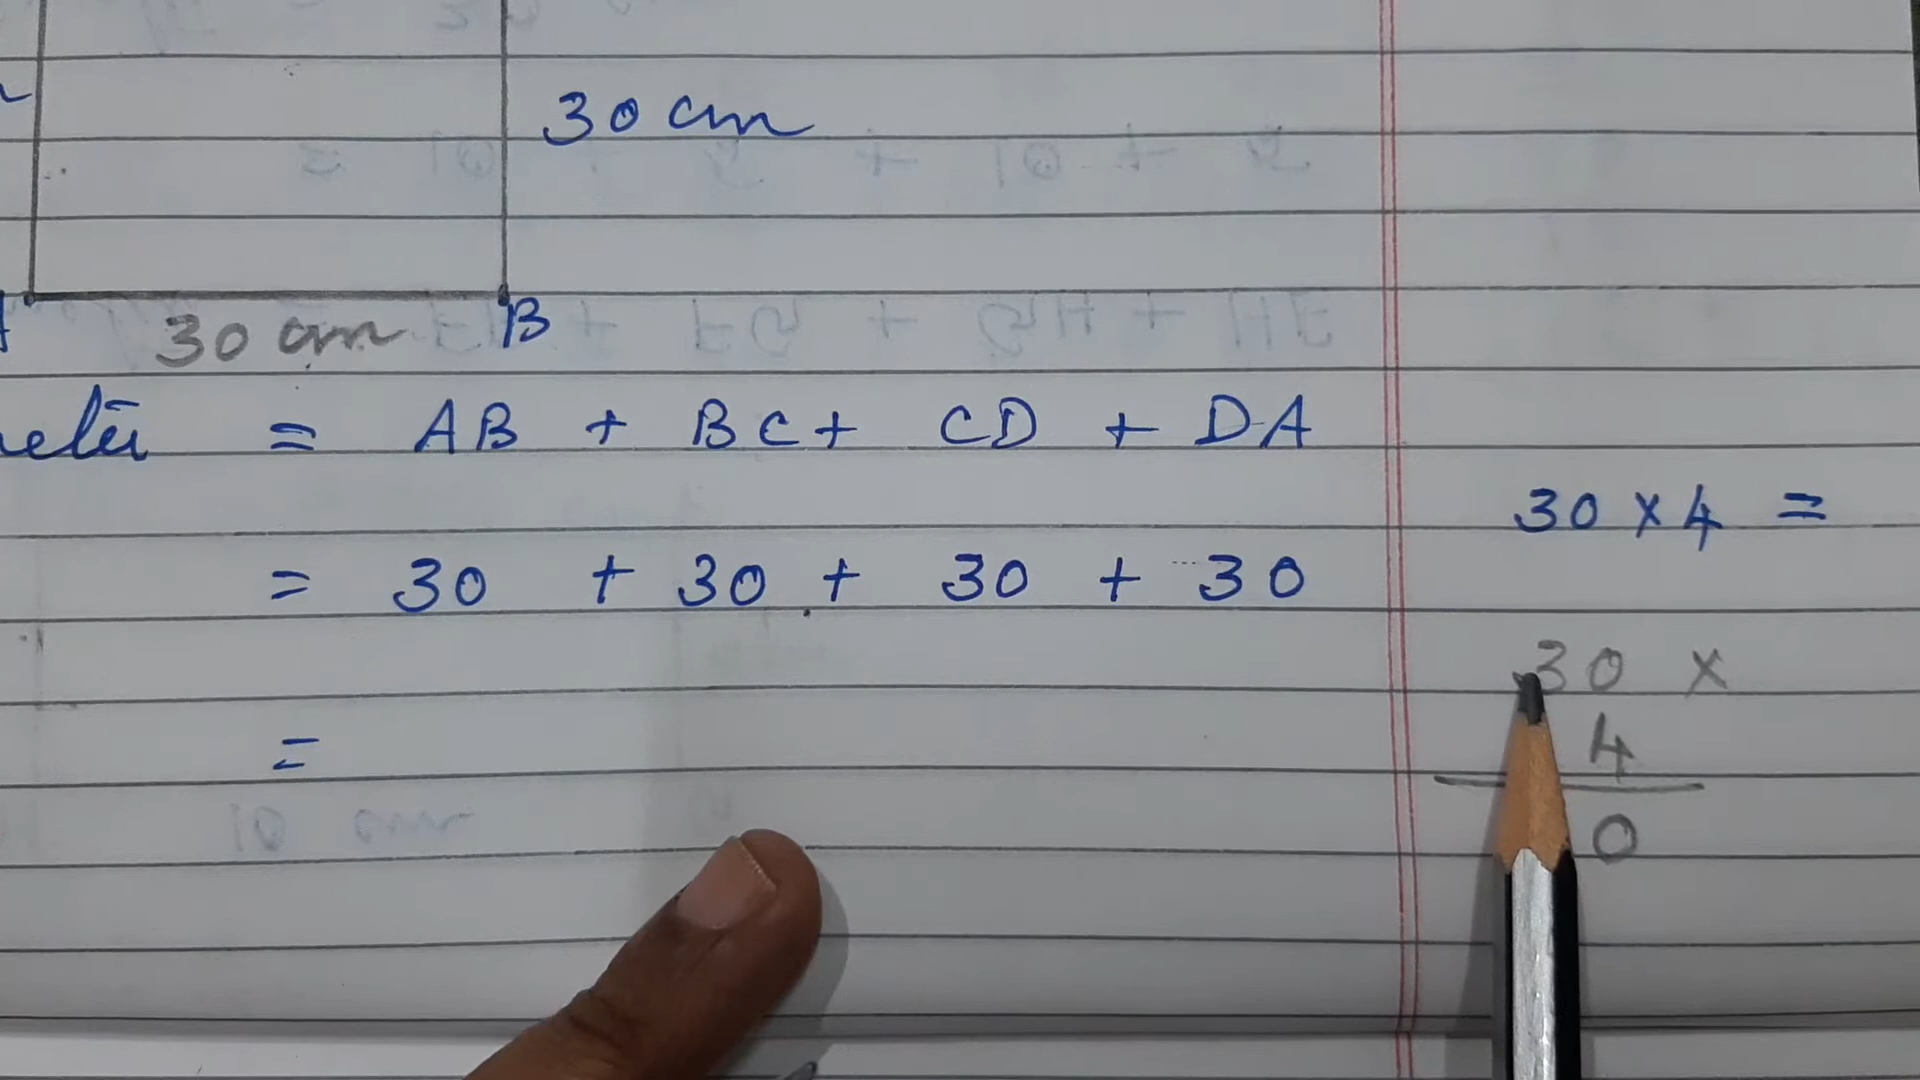 30 cm
30 cm B
= AB + BC + CD + DA
30 × 4 =
= 30 + 30 + 30 + 30
30 ×
4
=
0